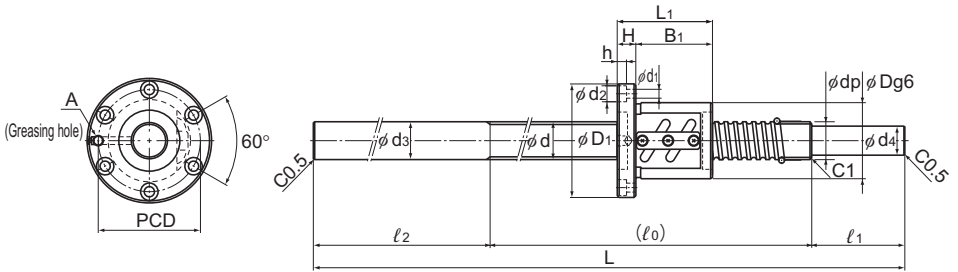 A
(Greasing hole)
60°
PCD
L1
H
B1
h
φd1
φd2
φdp
φDg6
φd3
φd
φD1
φd4
C0.5
C1
C0.5
ℓ2
(ℓ0)
ℓ1
L